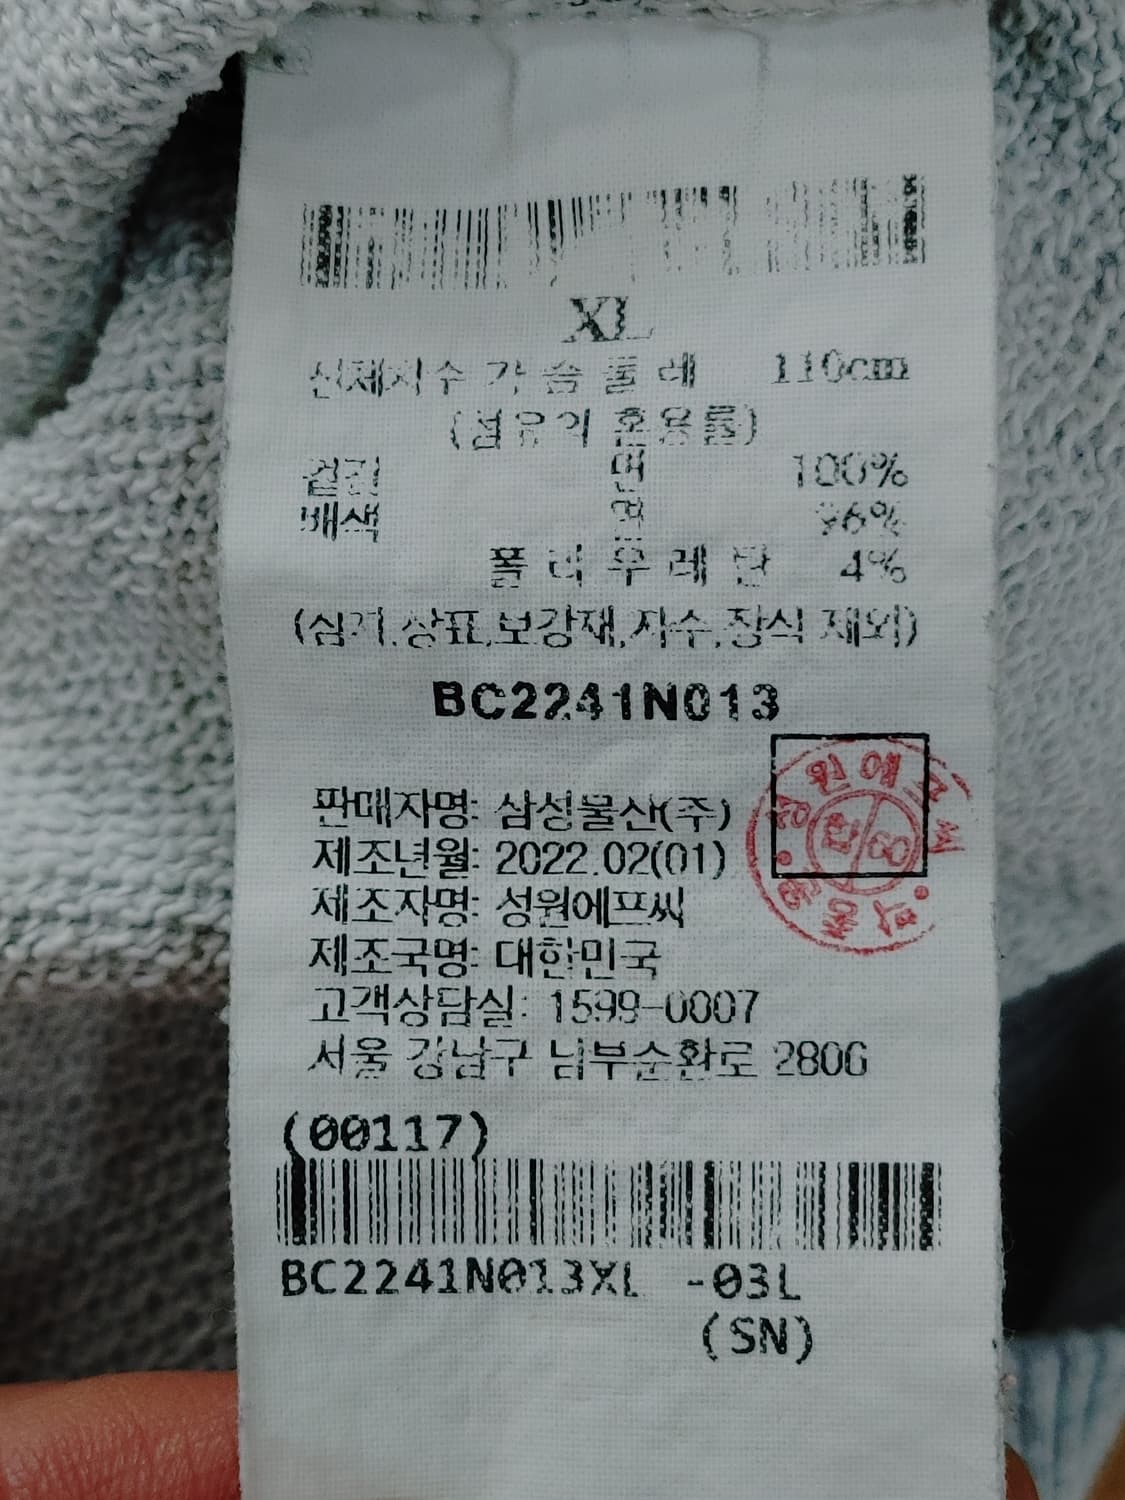 XL
신체치수 가슴둘레 110cm
(섬유의 혼용률)
겉감 면 100%
배색 면 96%
폴리우레탄 4%
(심지,상표,보강재,자수,장식 제외)
BC2241N013
판매자명: 삼성물산(주)
제조년월: 2022.02(01)
제조자명: 성원에프씨
제조국명: 대한민국
고객상담실: 1599-0007
서울 강남구 남부순환로 2806
(00117)
BC2241N013XL -03L
(SN)